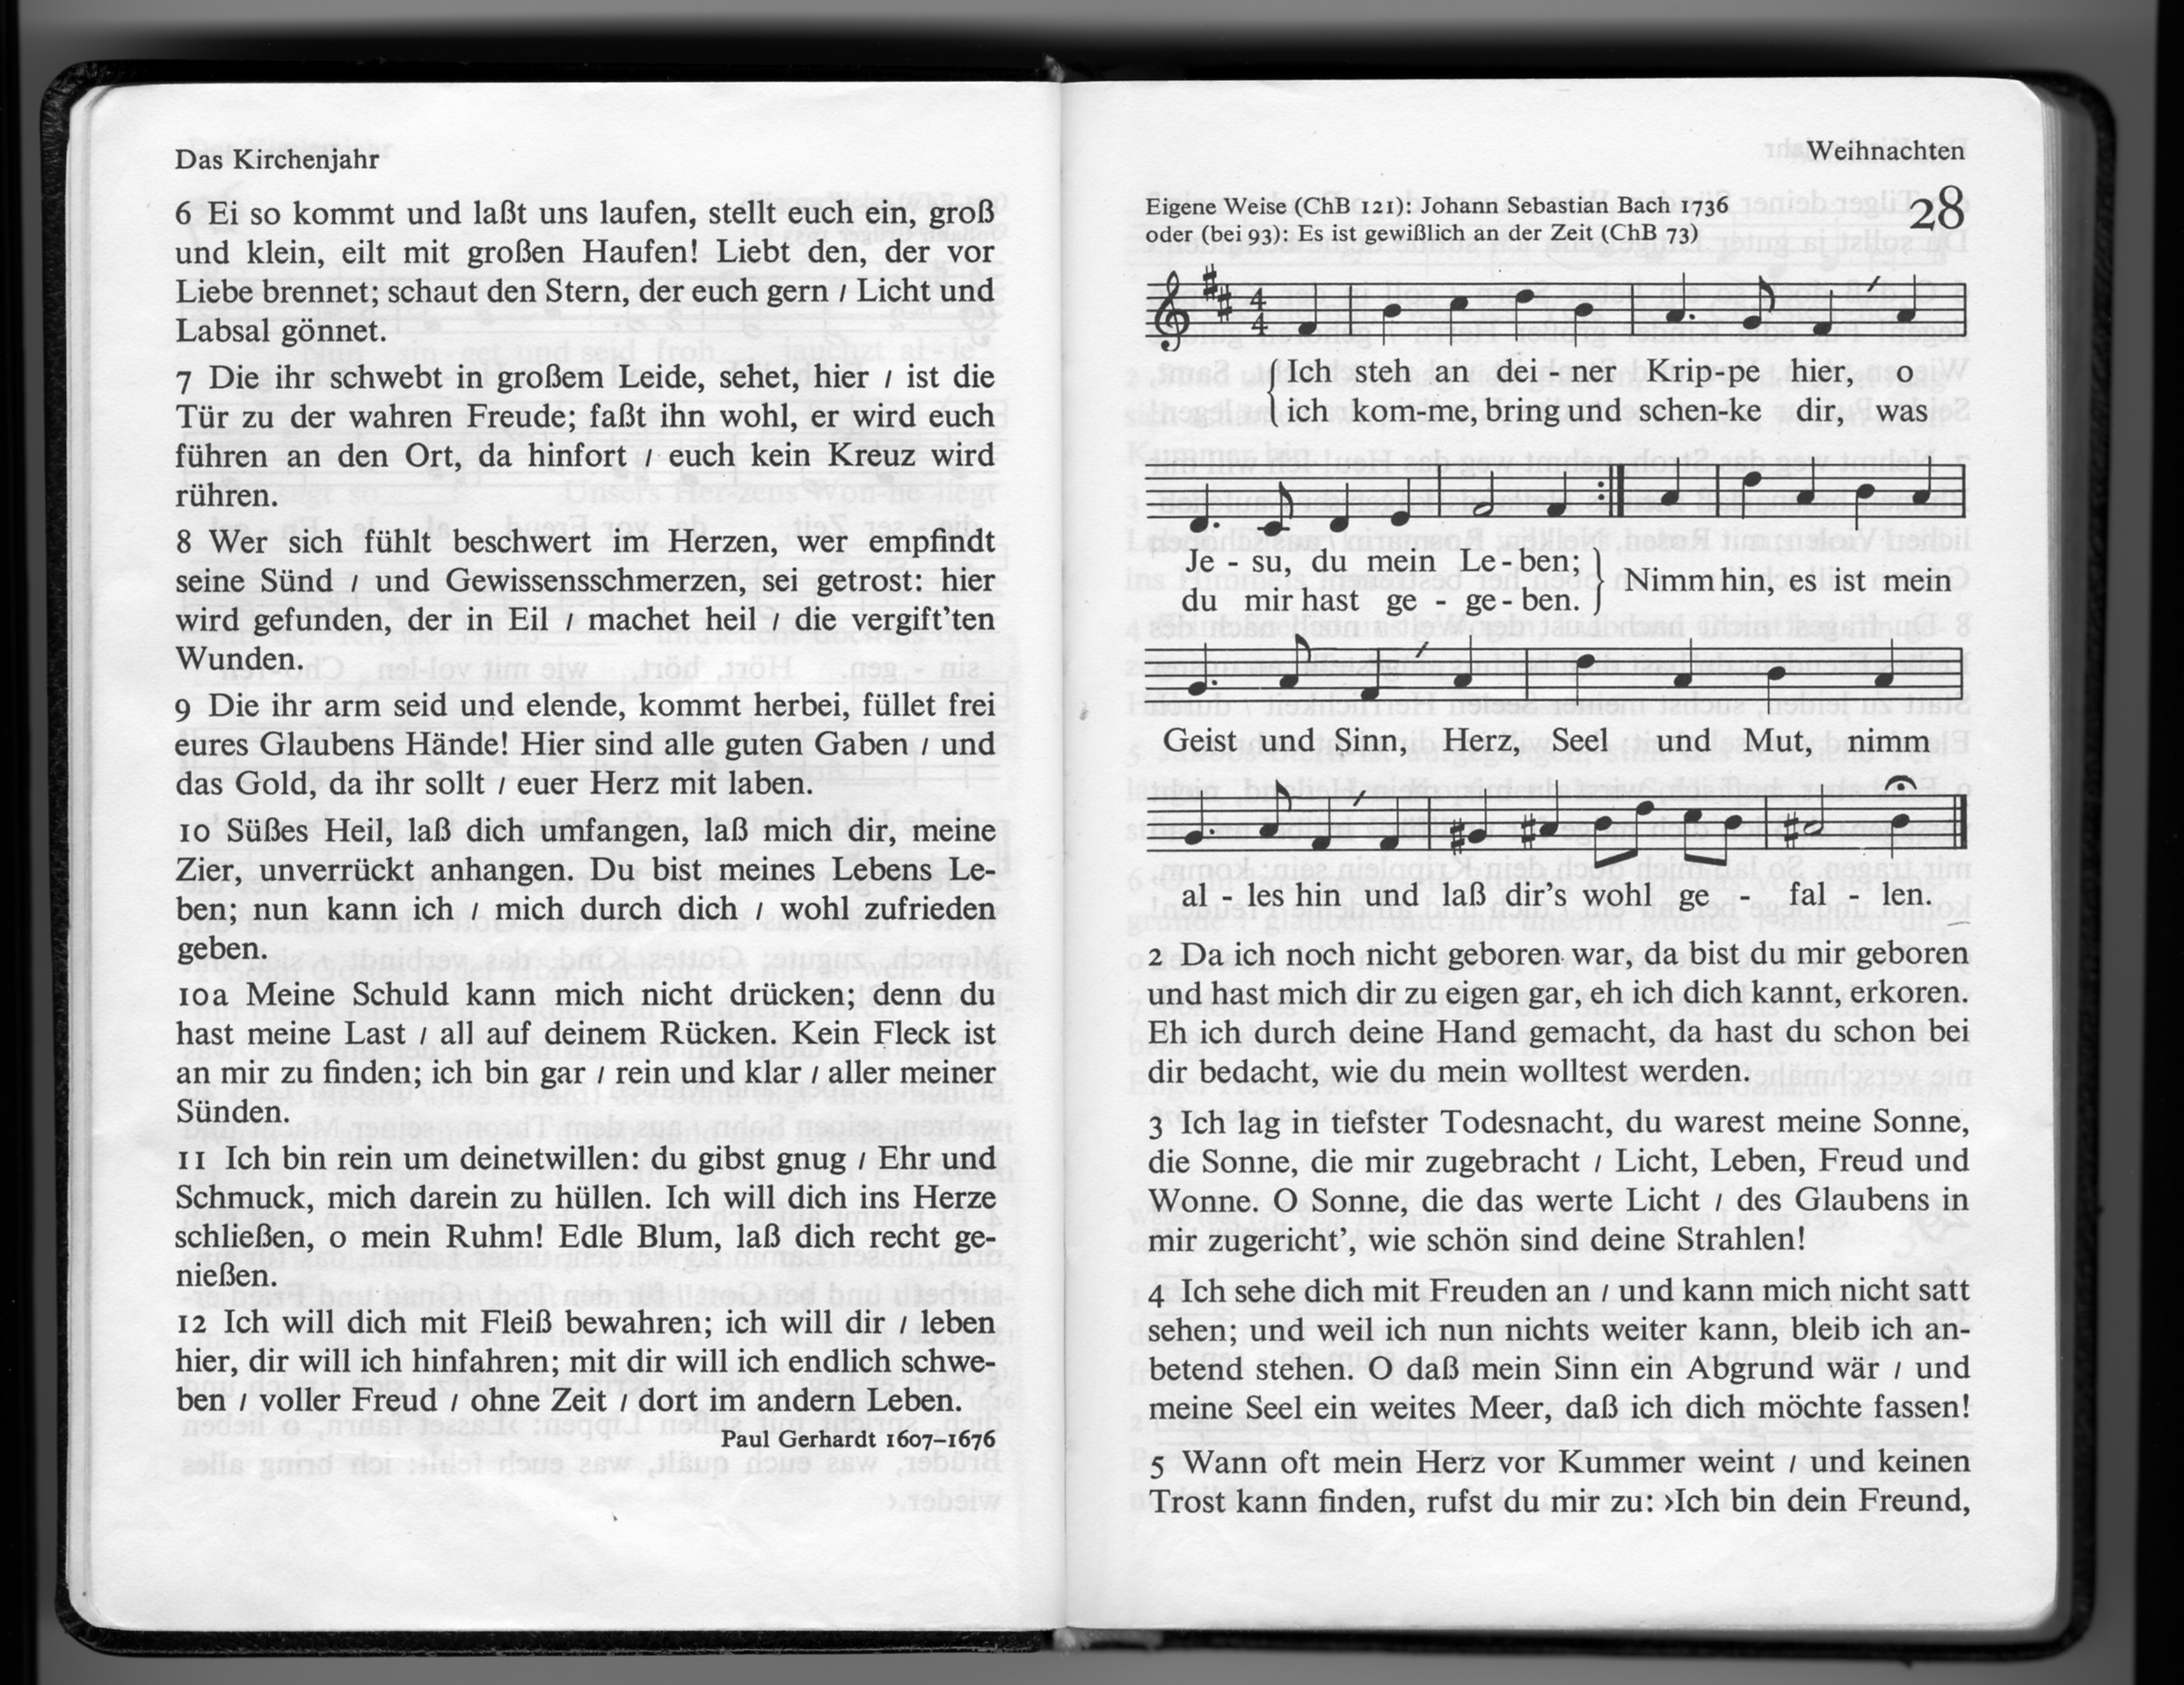 Das Kirchenjahr
6 Ei so kommt und laßt uns laufen, stellt euch ein, groß
und klein, eilt mit großen Haufen! Liebt den, der vor
Liebe brennet; schaut den Stern, der euch gern / Licht und
Labsal gönnet.
7 Die ihr schwebt in großem Leide, sehet, hier / ist die
Tür zu der wahren Freude; faßt ihn wohl, er wird euch
führen an den Ort, da hinfort / euch kein Kreuz wird
rühren.
8 Wer sich fühlt beschwert im Herzen, wer empfindt
seine Sünd / und Gewissensschmerzen, sei getrost: hier
wird gefunden, der in Eil / machet heil / die vergift'ten
Wunden.
9 Die ihr arm seid und elende, kommt herbei, füllet frei
eures Glaubens Hände! Hier sind alle guten Gaben / und
das Gold, da ihr sollt / euer Herz mit laben.
10 Süßes Heil, laß dich umfangen, laß mich dir, meine
Zier, unverrückt anhangen. Du bist meines Lebens Le-
ben; nun kann ich / mich durch dich / wohl zufrieden
geben.
10a Meine Schuld kann mich nicht drücken; denn du
hast meine Last / all auf deinem Rücken. Kein Fleck ist
an mir zu finden; ich bin gar / rein und klar / aller meiner
Sünden.
11 Ich bin rein um deinetwillen: du gibst gnug / Ehr und
Schmuck, mich darein zu hüllen. Ich will dich ins Herze
schließen, o mein Ruhm! Edle Blum, laß dich recht ge-
nießen.
12 Ich will dich mit Fleiß bewahren; ich will dir / leben
hier, dir will ich hinfahren; mit dir will ich endlich schwe-
ben / voller Freud / ohne Zeit / dort im andern Leben.
Paul Gerhardt 1607–1676
Weihnachten
Eigene Weise (ChB 121): Johann Sebastian Bach 1736
oder (bei 93): Es ist gewißlich an der Zeit (ChB 73)
28
Ich steh an dei - ner Krip-pe hier, o
ich kom-me, bring und schen-ke dir, was
Je - su, du mein Le-ben;
du mir hast ge - ge-ben.
Nimm hin, es ist mein
Geist und Sinn, Herz, Seel und Mut, nimm
al - les hin und laß dir's wohl ge - fal - len.
2 Da ich noch nicht geboren war, da bist du mir geboren
und hast mich dir zu eigen gar, eh ich dich kannt, erkoren.
Eh ich durch deine Hand gemacht, da hast du schon bei
dir bedacht, wie du mein wolltest werden.
3 Ich lag in tiefster Todesnacht, du warest meine Sonne,
die Sonne, die mir zugebracht / Licht, Leben, Freud und
Wonne. O Sonne, die das werte Licht / des Glaubens in
mir zugericht', wie schön sind deine Strahlen!
4 Ich sehe dich mit Freuden an / und kann mich nicht satt
sehen; und weil ich nun nichts weiter kann, bleib ich an-
betend stehen. O daß mein Sinn ein Abgrund wär / und
meine Seel ein weites Meer, daß ich dich möchte fassen!
5 Wann oft mein Herz vor Kummer weint / und keinen
Trost kann finden, rufst du mir zu: ›Ich bin dein Freund,